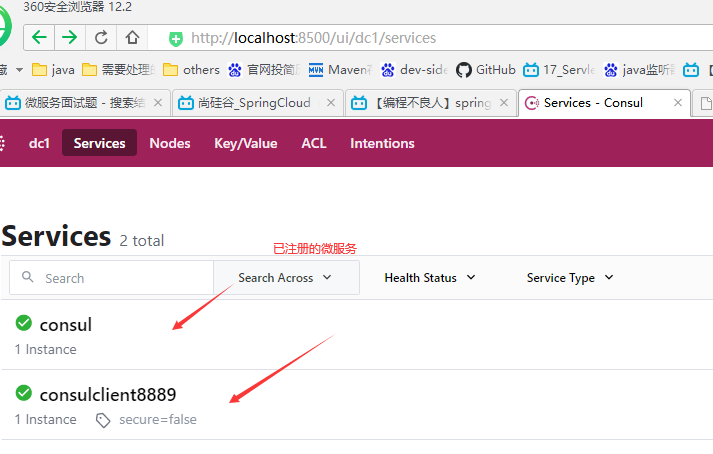 360安全浏览器 12.2
http://localhost:8500/ui/dc1/services
藏 java 需要处理的 others 官网投简历 Maven
dev-side GitHub 17_Servle java监听
微服务面试题 - 搜索结 尚硅谷_SpringCloud 【编程不良人】spring Services - Consul
dc1 Services Nodes Key/Value ACL Intentions
Services 2 total
已注册的微服务
Search Search Across Health Status Service Type
consul
1 Instance
consulclient8889
1 Instance secure=false